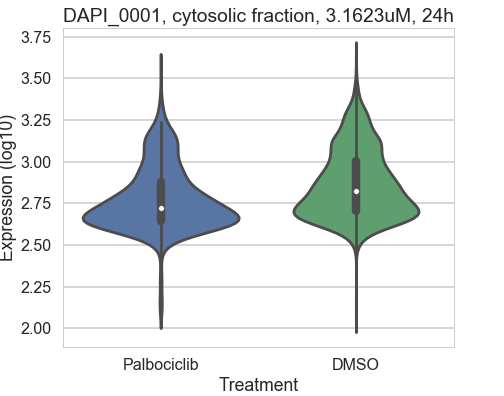 DAPI_0001, cytosolic fraction, 3.1623uM, 24h
Expression (log10)
3.75
3.50
3.25
3.00
2.75
2.50
2.25
2.00
Palbociclib DMSO
Treatment